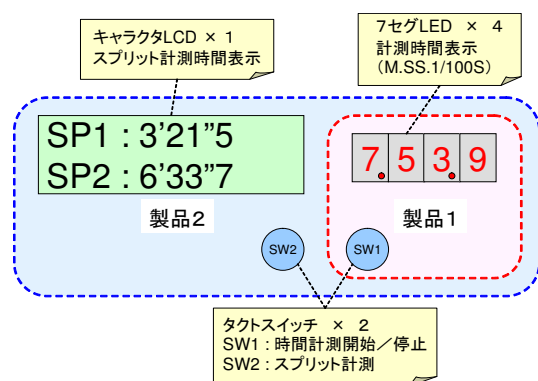 キャラクタLCD × 1
スプリット計測時間表示
7セグLED × 4
計測時間表示
(M.SS.1/100S)
SP1 : 3’21”5
SP2 : 6’33”7
7.53.9
製品2
製品1
SW2
SW1
タクトスイッチ × 2
SW1 : 時間計測開始／停止
SW2 : スプリット計測